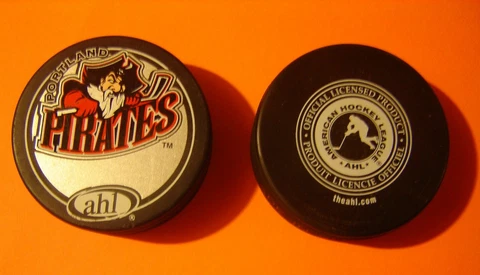 PORTLAND
PIRATES
TM
ahl
®
OFFICIAL LICENSED PRODUCT
AMERICAN HOCKEY LEAGUE
• AHL •
PRODUIT LICENCIE OFFICIEL
theahl.com